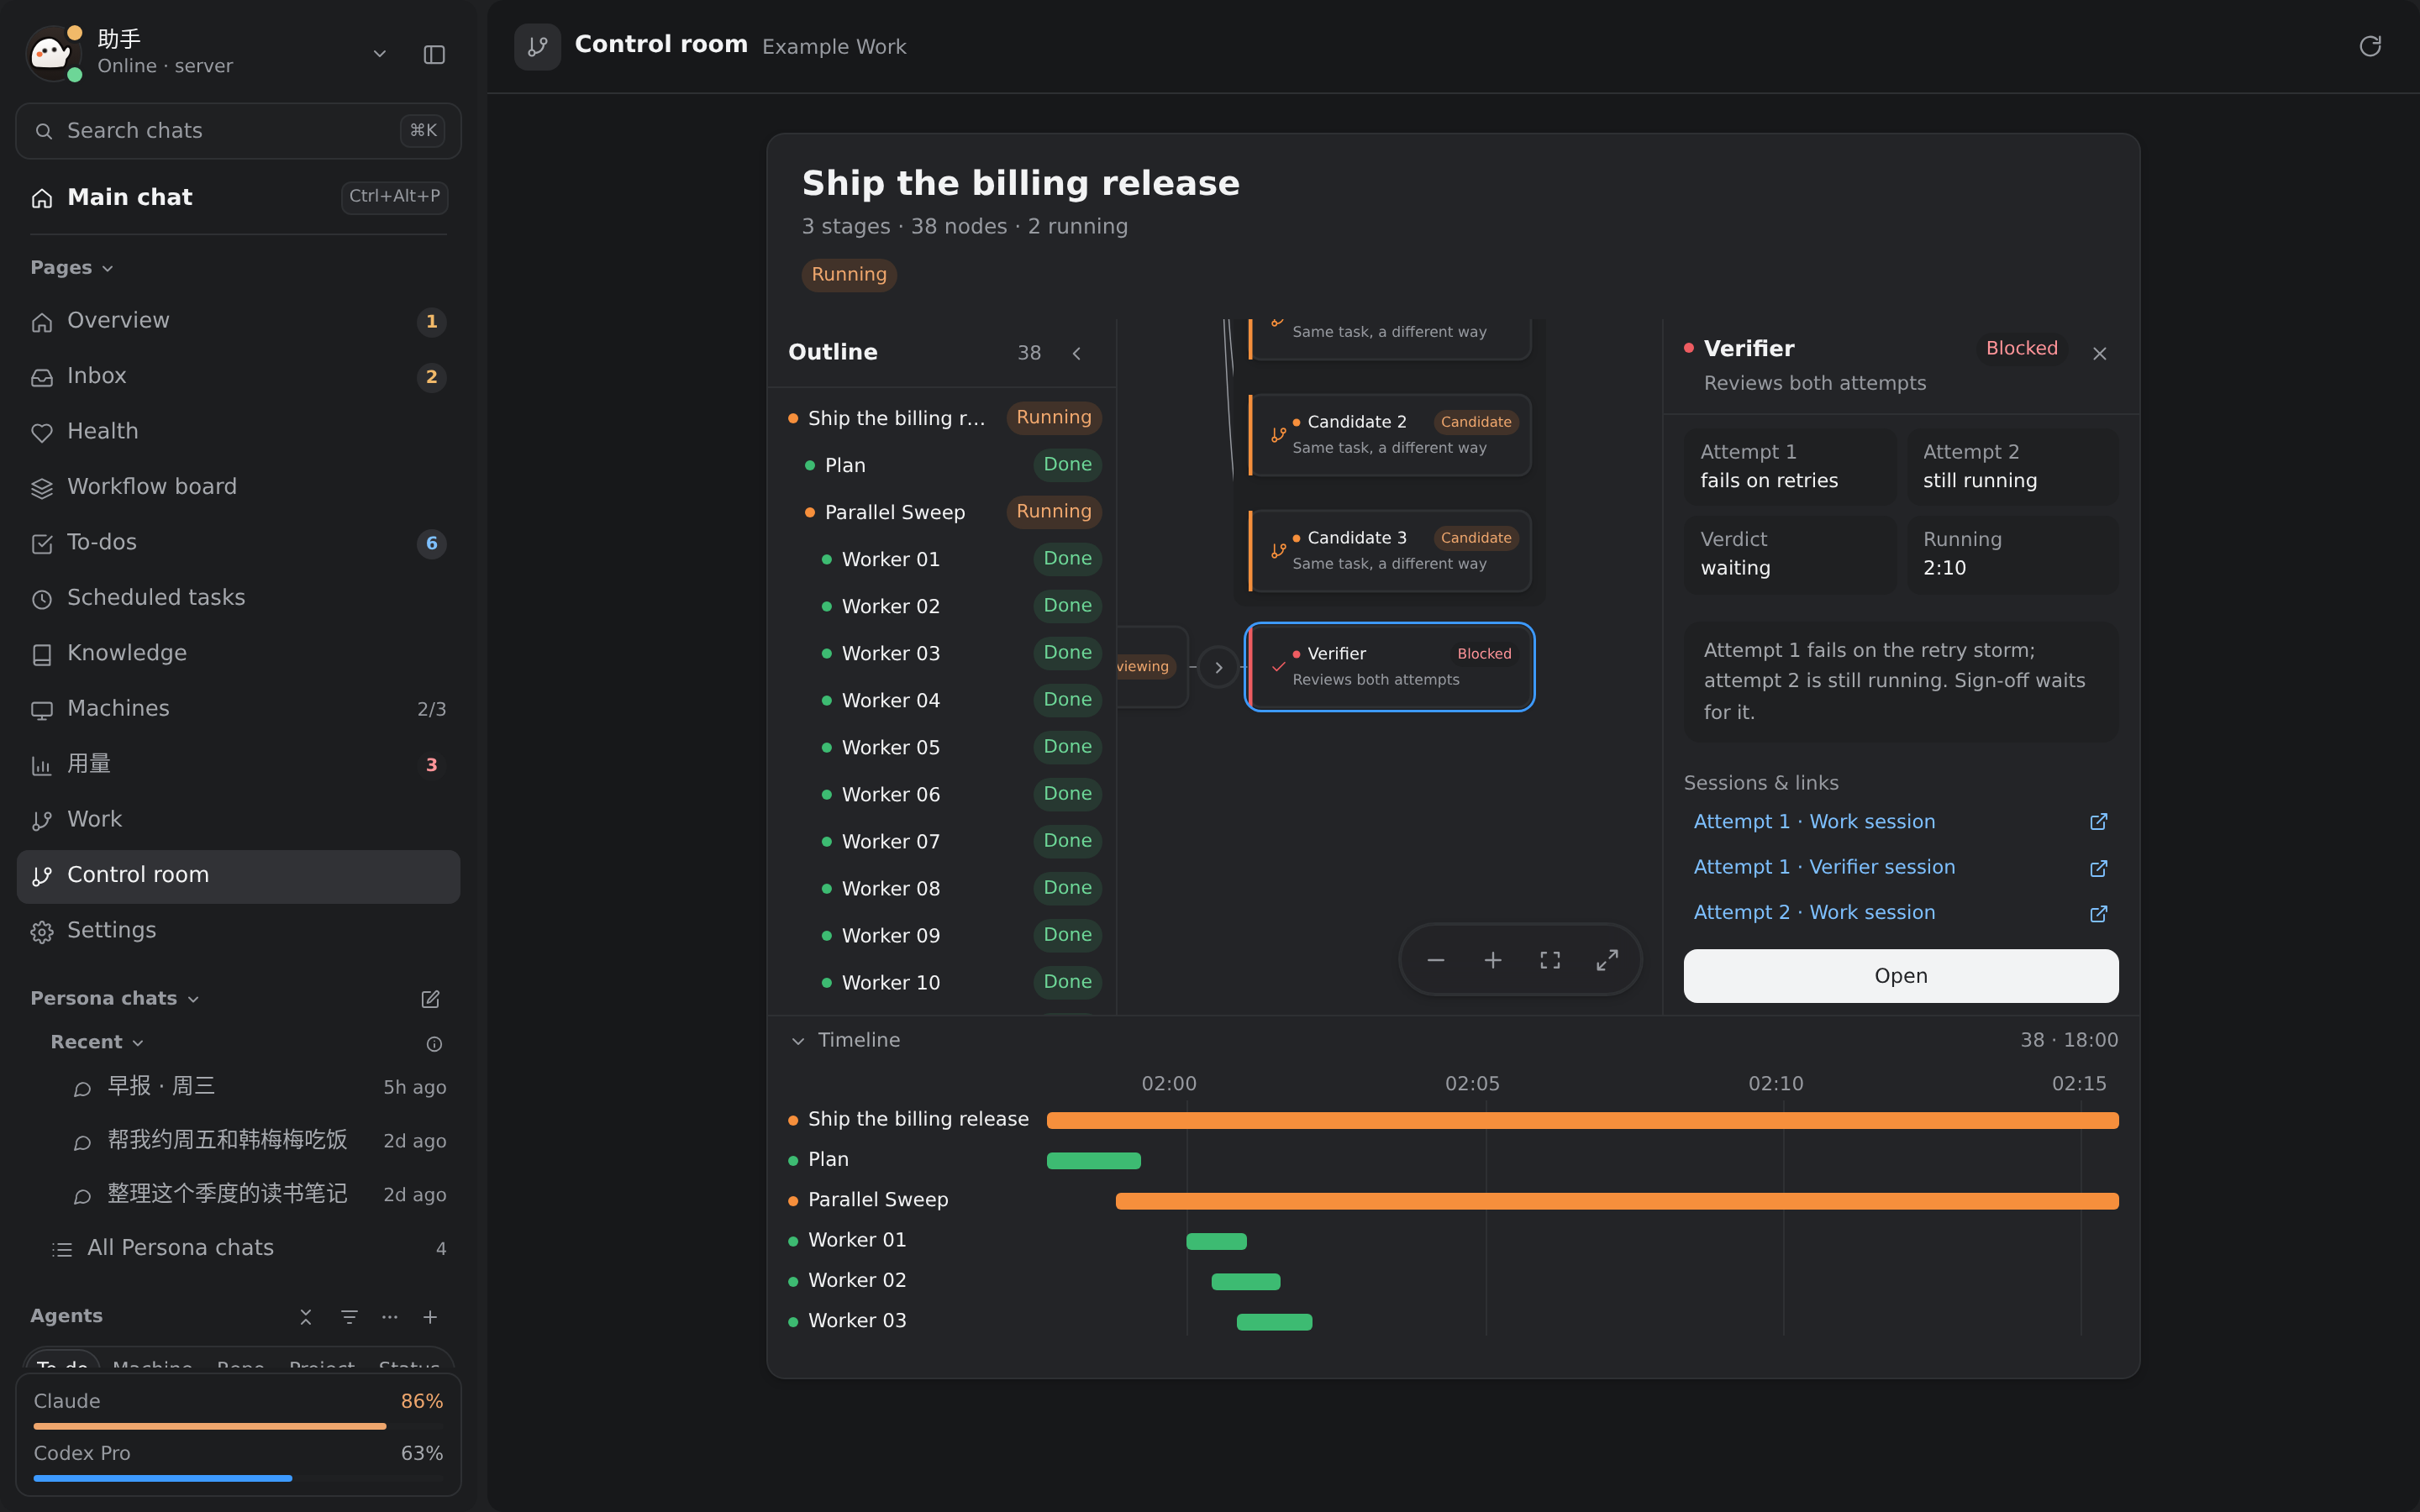 助手
Online · server
Search chats ⌘K
Main chat Ctrl+Alt+P
Pages
Overview 1
Inbox 2
Health
Workflow board
To-dos 6
Scheduled tasks
Knowledge
Machines 2/3
用量 3
Work
Control room
Settings
Persona chats
Recent
早报 · 周三 5h ago
帮我约周五和韩梅梅吃饭 2d ago
整理这个季度的读书笔记 2d ago
All Persona chats 4
Agents
To-do Machine Repo Project Status
Claude 86%
Codex Pro 63%
Control room Example Work
Ship the billing release
3 stages · 38 nodes · 2 running
Running
Outline 38
Ship the billing r... Running
Plan Done
Parallel Sweep Running
Worker 01 Done
Worker 02 Done
Worker 03 Done
Worker 04 Done
Worker 05 Done
Worker 06 Done
Worker 07 Done
Worker 08 Done
Worker 09 Done
Worker 10 Done
Same task, a different way
Candidate 2 Candidate
Same task, a different way
Candidate 3 Candidate
Same task, a different way
viewing
Verifier Blocked
Reviews both attempts
Verifier Blocked
Reviews both attempts
Attempt 1
fails on retries
Attempt 2
still running
Verdict
waiting
Running
2:10
Attempt 1 fails on the retry storm;
attempt 2 is still running. Sign-off waits
for it.
Sessions & links
Attempt 1 · Work session
Attempt 1 · Verifier session
Attempt 2 · Work session
Open
Timeline 38 · 18:00
02:00 02:05 02:10 02:15
Ship the billing release
Plan
Parallel Sweep
Worker 01
Worker 02
Worker 03